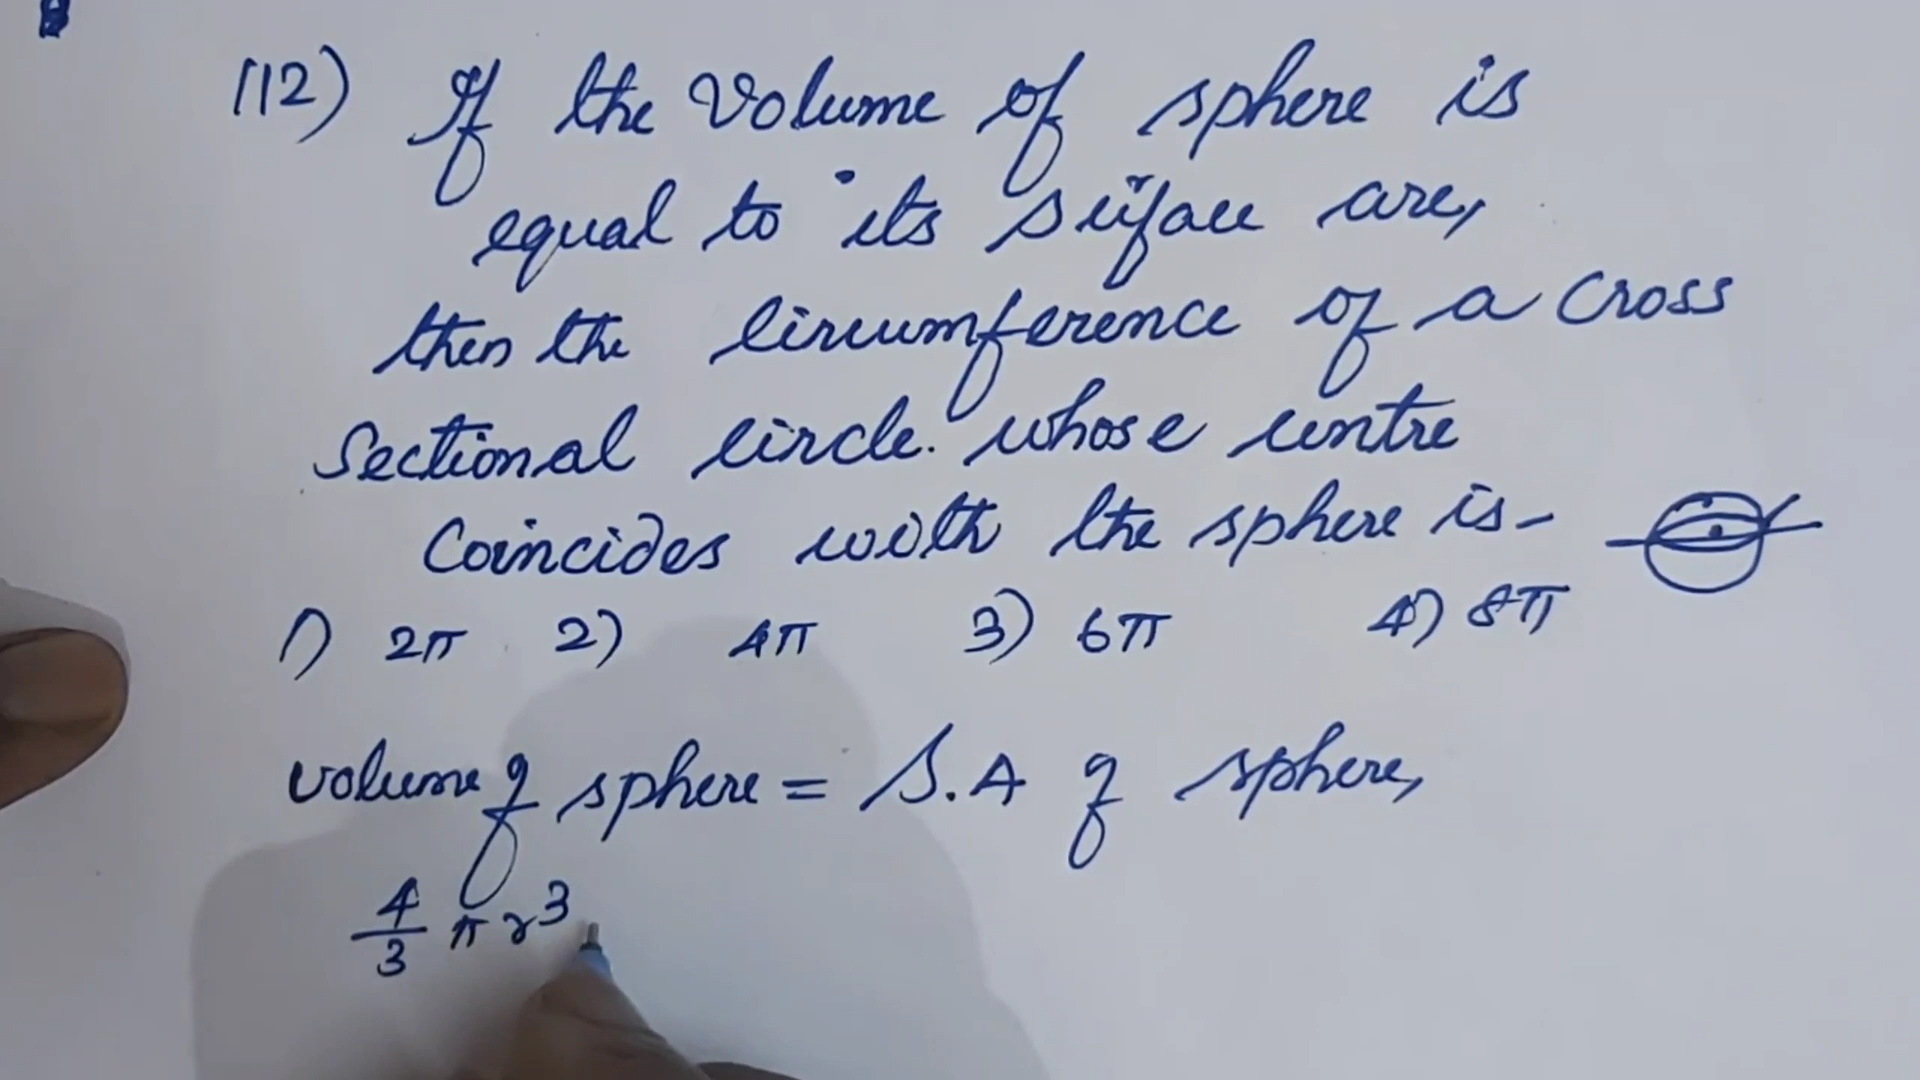 112) If the Volume of sphere is
equal to its surface are,
then the circumference of a cross
Sectional circle. whose centre
Coincides with the sphere is-
1) 2π 2) 4π 3) 6π 4) 8π
volume of sphere = S.A of sphere,
4/3 π r³